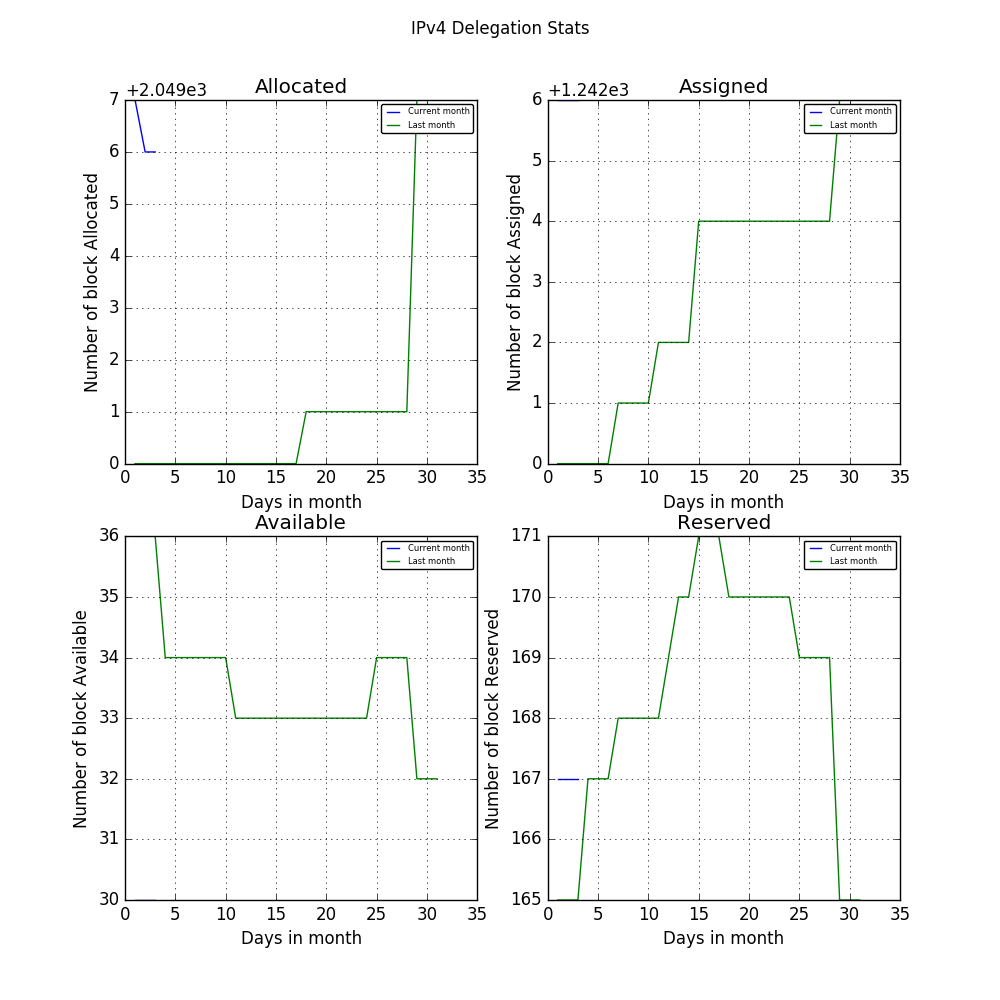 IPv4 Delegation Stats
+2.049e3
Allocated
Number of block Allocated
7
6
5
4
3
2
1
0
Current month
Last month
0 5 10 15 20 25 30 35
Days in month
+1.242e3
Assigned
Number of block Assigned
6
5
4
3
2
1
0
Current month
Last month
0 5 10 15 20 25 30 35
Days in month
Available
Number of block Available
36
35
34
33
32
31
30
Current month
Last month
0 5 10 15 20 25 30 35
Days in month
Reserved
Number of block Reserved
171
170
169
168
167
166
165
Current month
Last month
0 5 10 15 20 25 30 35
Days in month